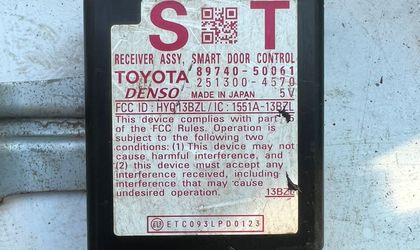 S T
RECEIVER ASSY, SMART DOOR CONTROL
TOYOTA 89740-50061
DENSO 251300-4570
MADE IN JAPAN 5V
FCC ID : HYQ13BZL / IC : 1551A-13BZL
This device complies with part
of the FCC Rules. Operation is
subject to the following two
conditions: (1) This device may not
cause harmful interference, and
(2) this device must accept any
interference received, including
interference that may cause
undesired operation. 13BZL
ETC093LPD0123